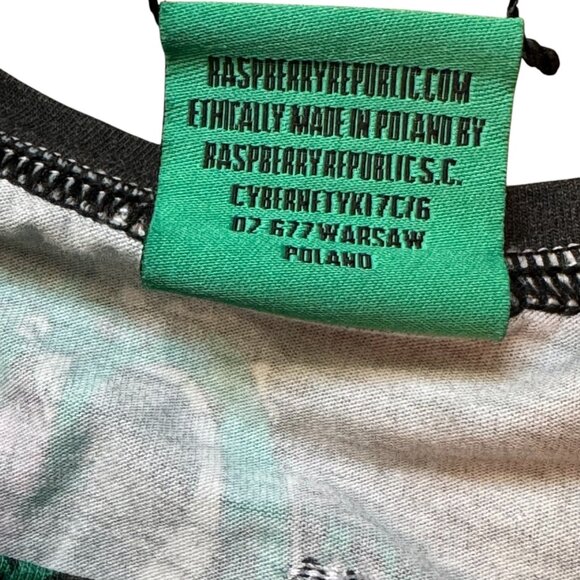 RASPBERRYREPUBLIC.COM
ETHICALLY MADE IN POLAND BY
RASPBERRYREPUBLIC S.C.
CYBERNETYKI 7C/6
02-677 WARSAW
POLAND